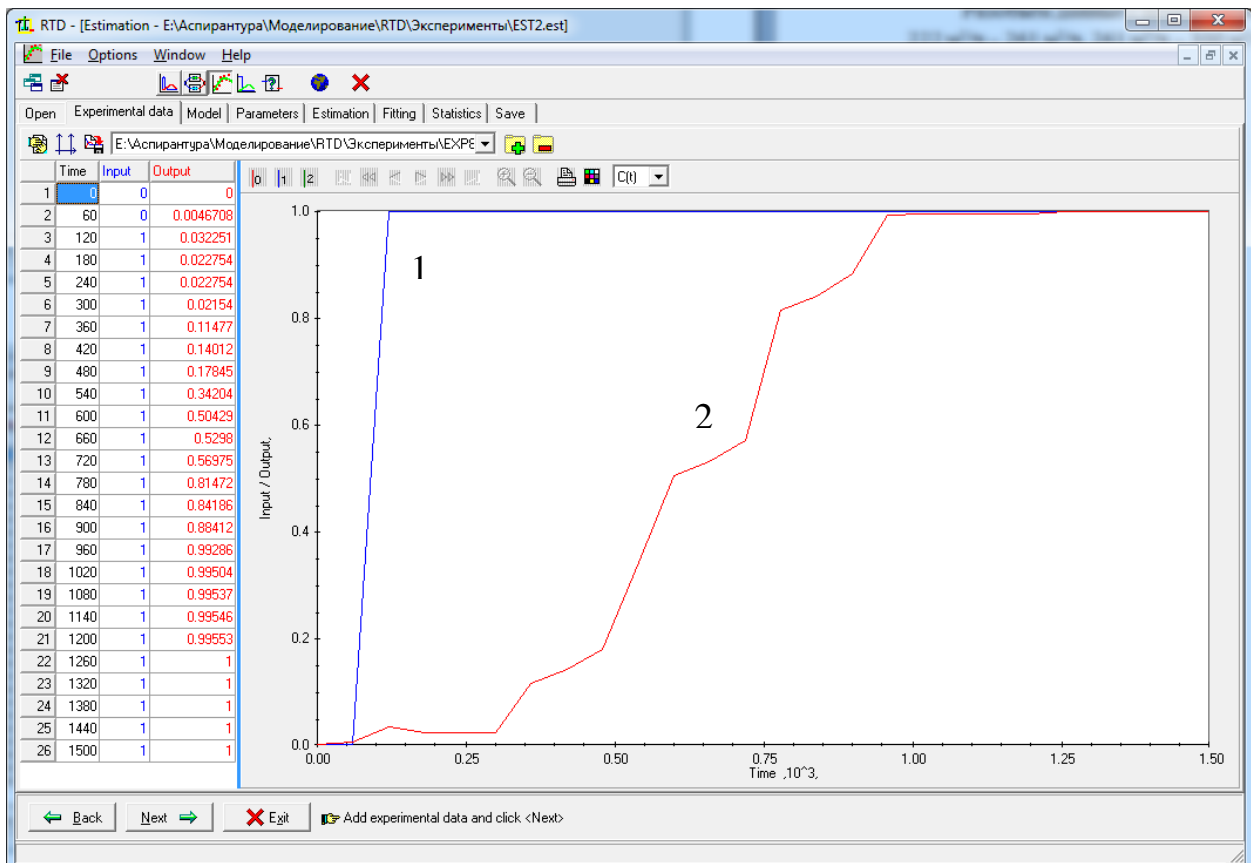 RTD - [Estimation - E:\Аспирантура\Моделирование\RTD\Эксперименты\EST2.est]
File Options Window Help
Open Experimental data Model Parameters Estimation Fitting Statistics Save
E:\Аспирантура\Моделирование\RTD\Эксперименты\EXPE
Time Input Output
0 1 2 C(t)
1 0 0 0
2 60 0 0.0046708
3 120 1 0.032251
4 180 1 0.022754
5 240 1 0.022754
6 300 1 0.02154
7 360 1 0.11477
8 420 1 0.14012
9 480 1 0.17845
10 540 1 0.34204
11 600 1 0.50429
12 660 1 0.5298
13 720 1 0.56975
14 780 1 0.81472
15 840 1 0.84186
16 900 1 0.88412
17 960 1 0.99286
18 1020 1 0.99504
19 1080 1 0.99537
20 1140 1 0.99546
21 1200 1 0.99553
22 1260 1 1
23 1320 1 1
24 1380 1 1
25 1440 1 1
26 1500 1 1
1.0
0.8
0.6
0.4
0.2
0.0
Input / Output,
1
2
0.00 0.25 0.50 0.75 1.00 1.25 1.50
Time ,10^3,
Back Next Exit Add experimental data and click <Next>